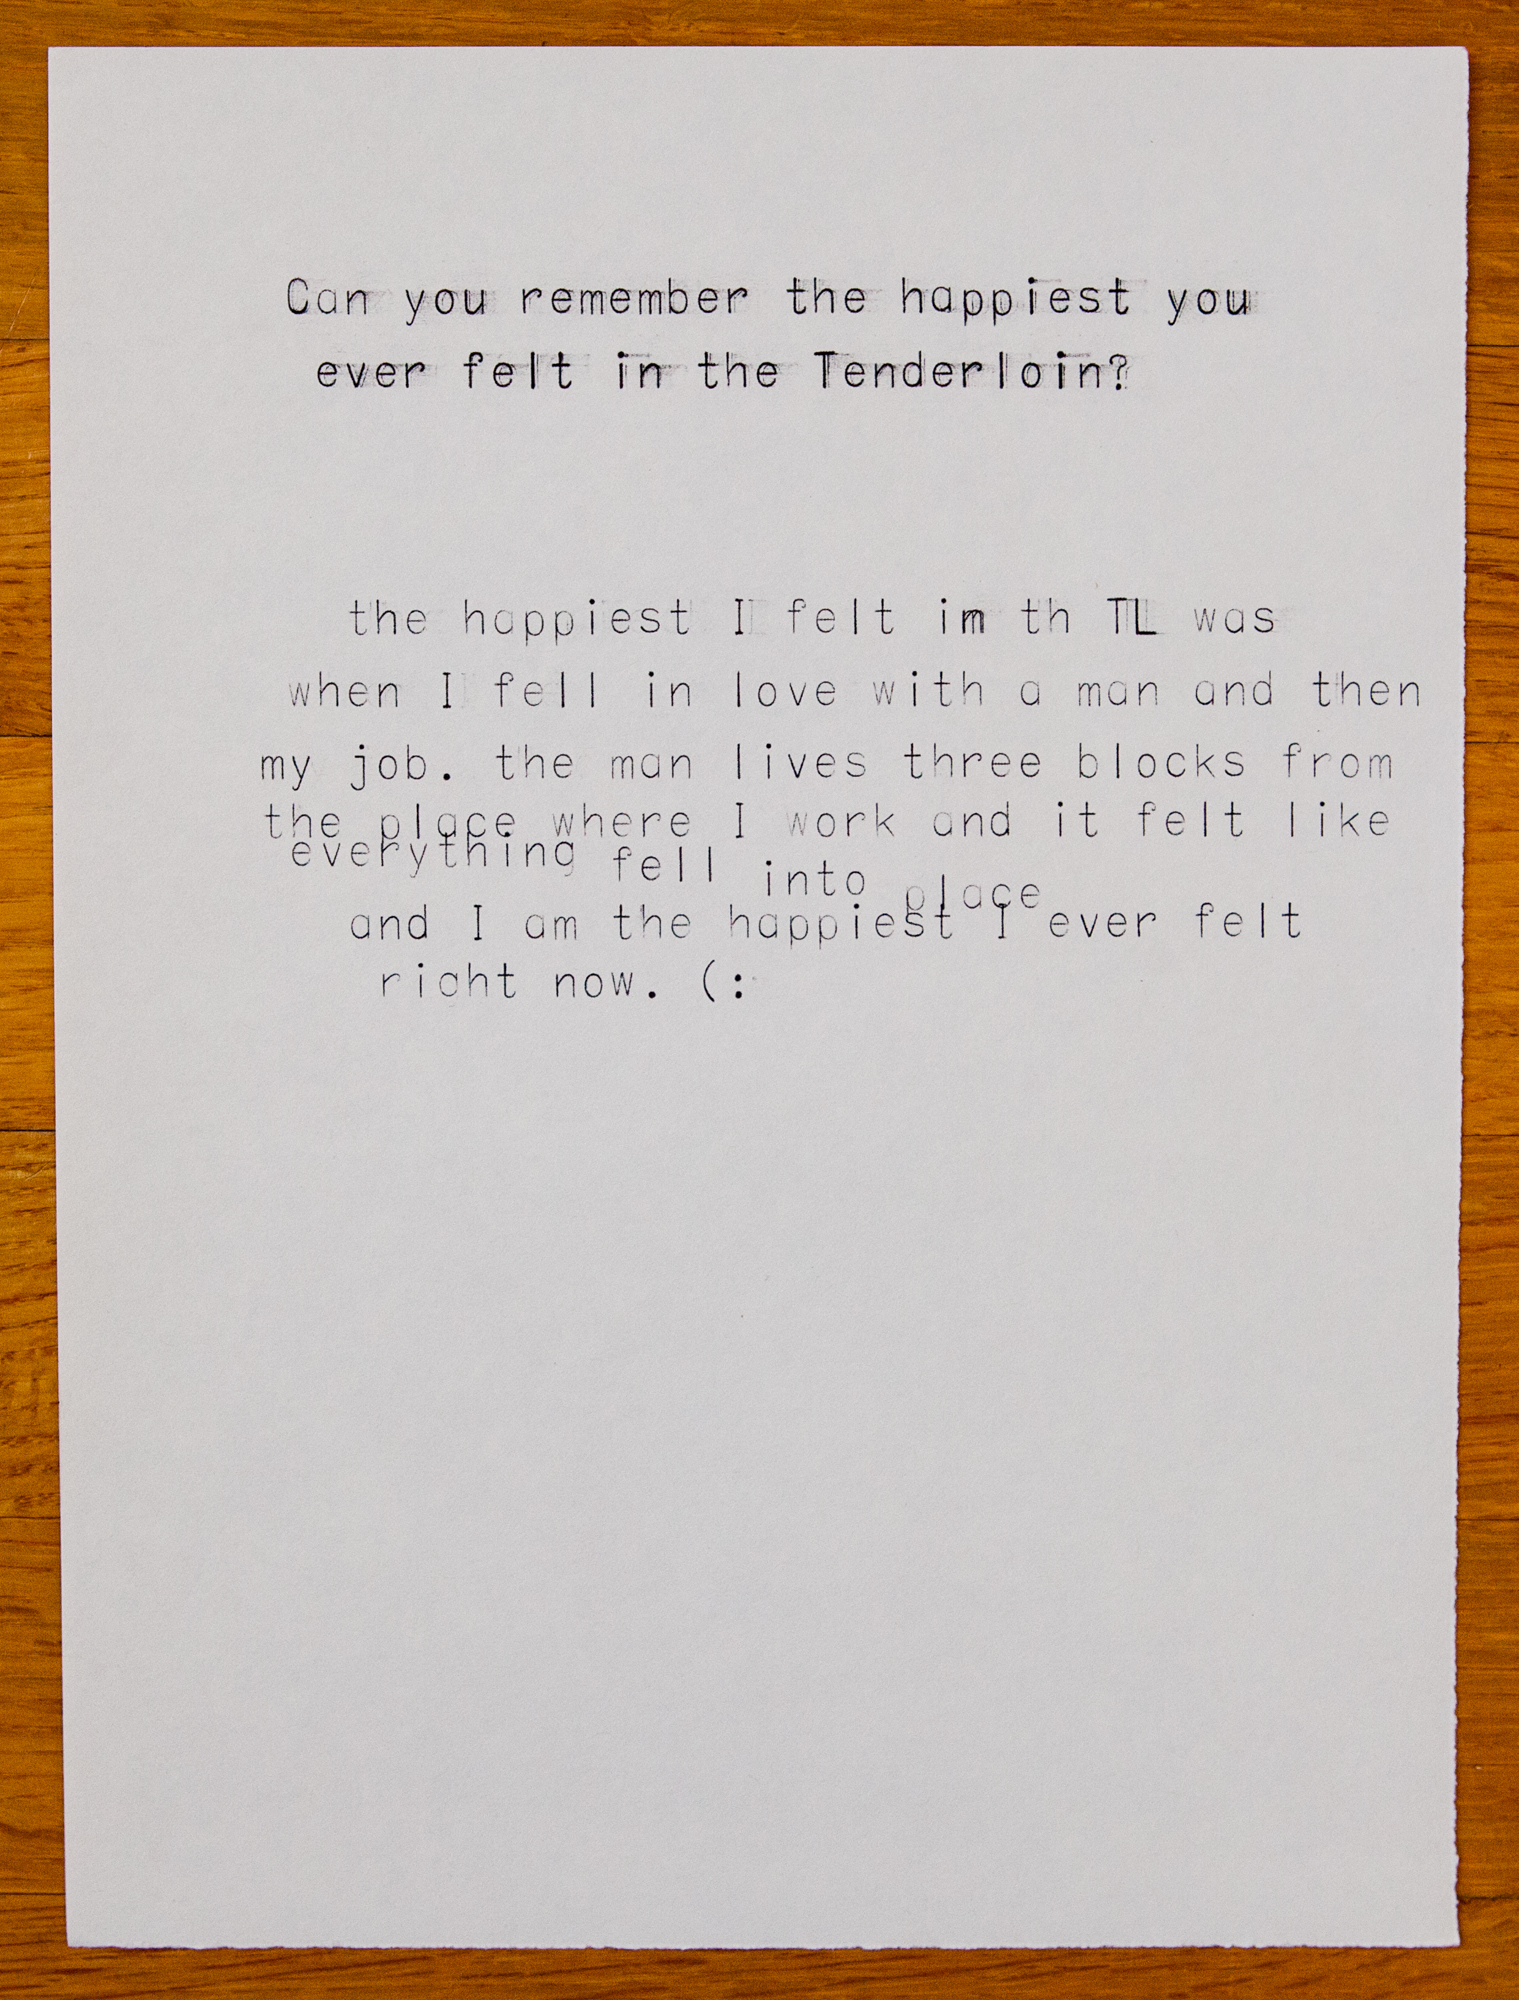 Can you remember the happiest you
ever felt in the Tenderloin?
the happiest I felt im th TL was
when I fell in love with a man and then
my job. the man lives three blocks from
the place where I work and it felt like
everything fell into place
and I am the happiest I ever felt
right now. (: